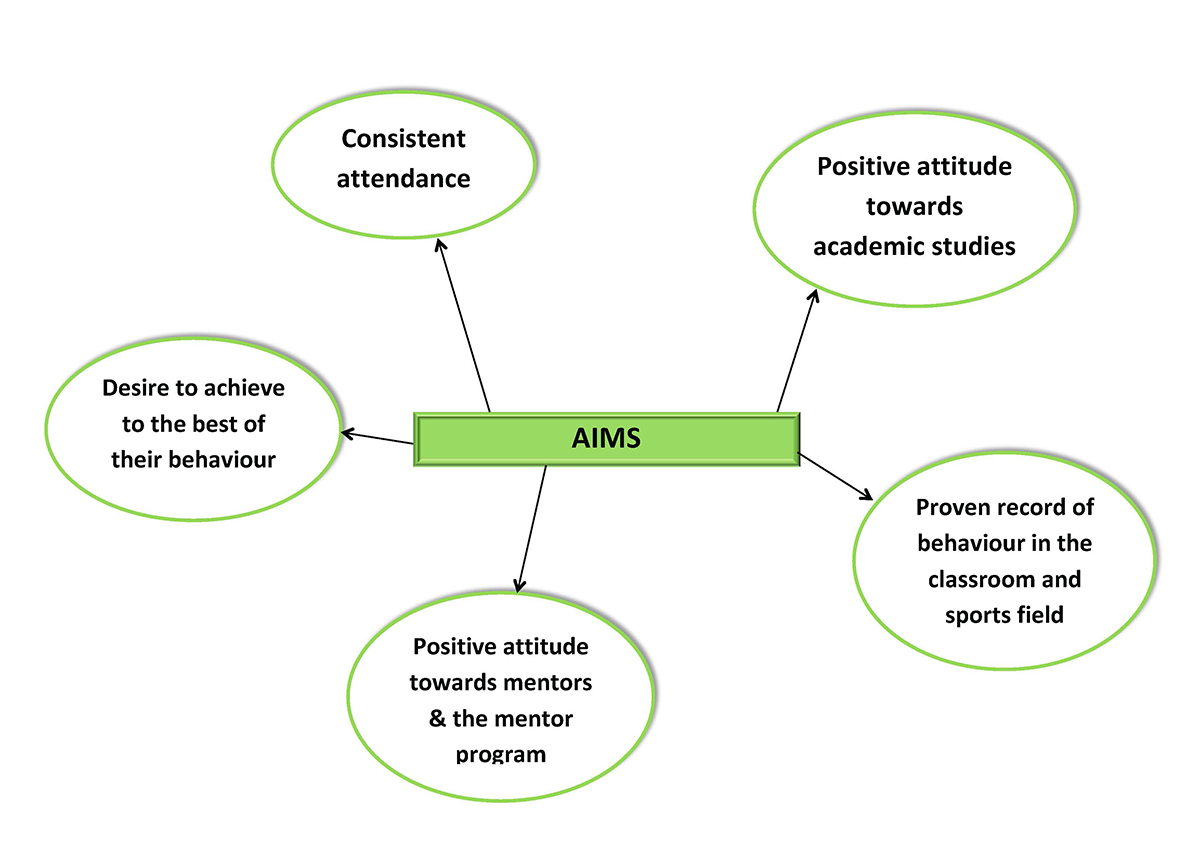 Consistent
attendance
Positive attitude
towards
academic studies
Desire to achieve
to the best of
their behaviour
AIMS
Proven record of
behaviour in the
classroom and
sports field
Positive attitude
towards mentors
& the mentor
program